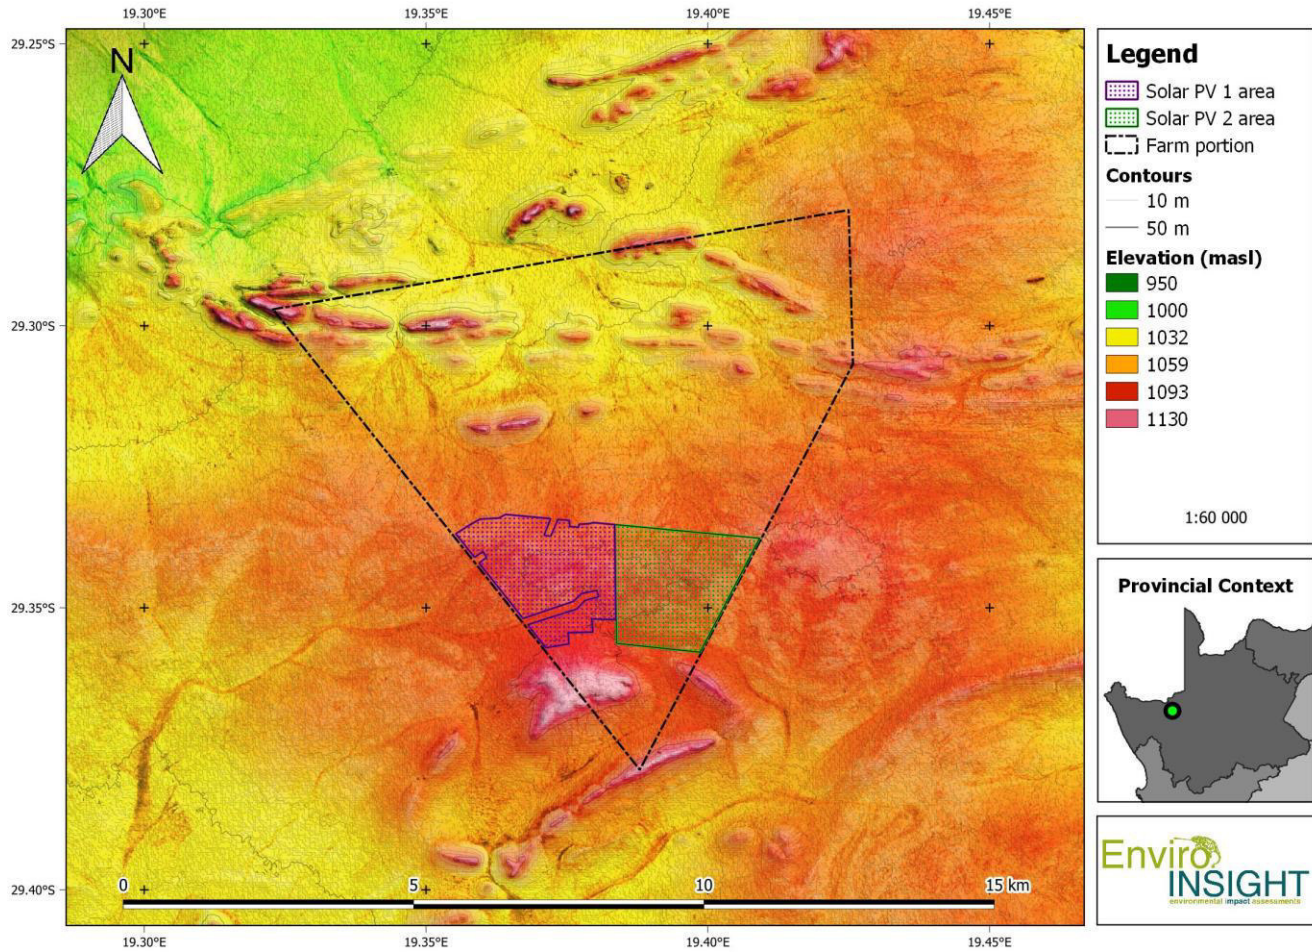 19.30°E 19.35°E 19.40°E 19.45°E
29.25°S
29.30°S
29.35°S
29.40°S
N
0 5 10 15 km
19.30°E 19.35°E 19.40°E 19.45°E
Legend
Solar PV 1 area
Solar PV 2 area
Farm portion
Contours
10 m
50 m
Elevation (masl)
950
1000
1032
1059
1093
1130
1:60 000
Provincial Context
Enviro
INSIGHT
environmental impact assessments